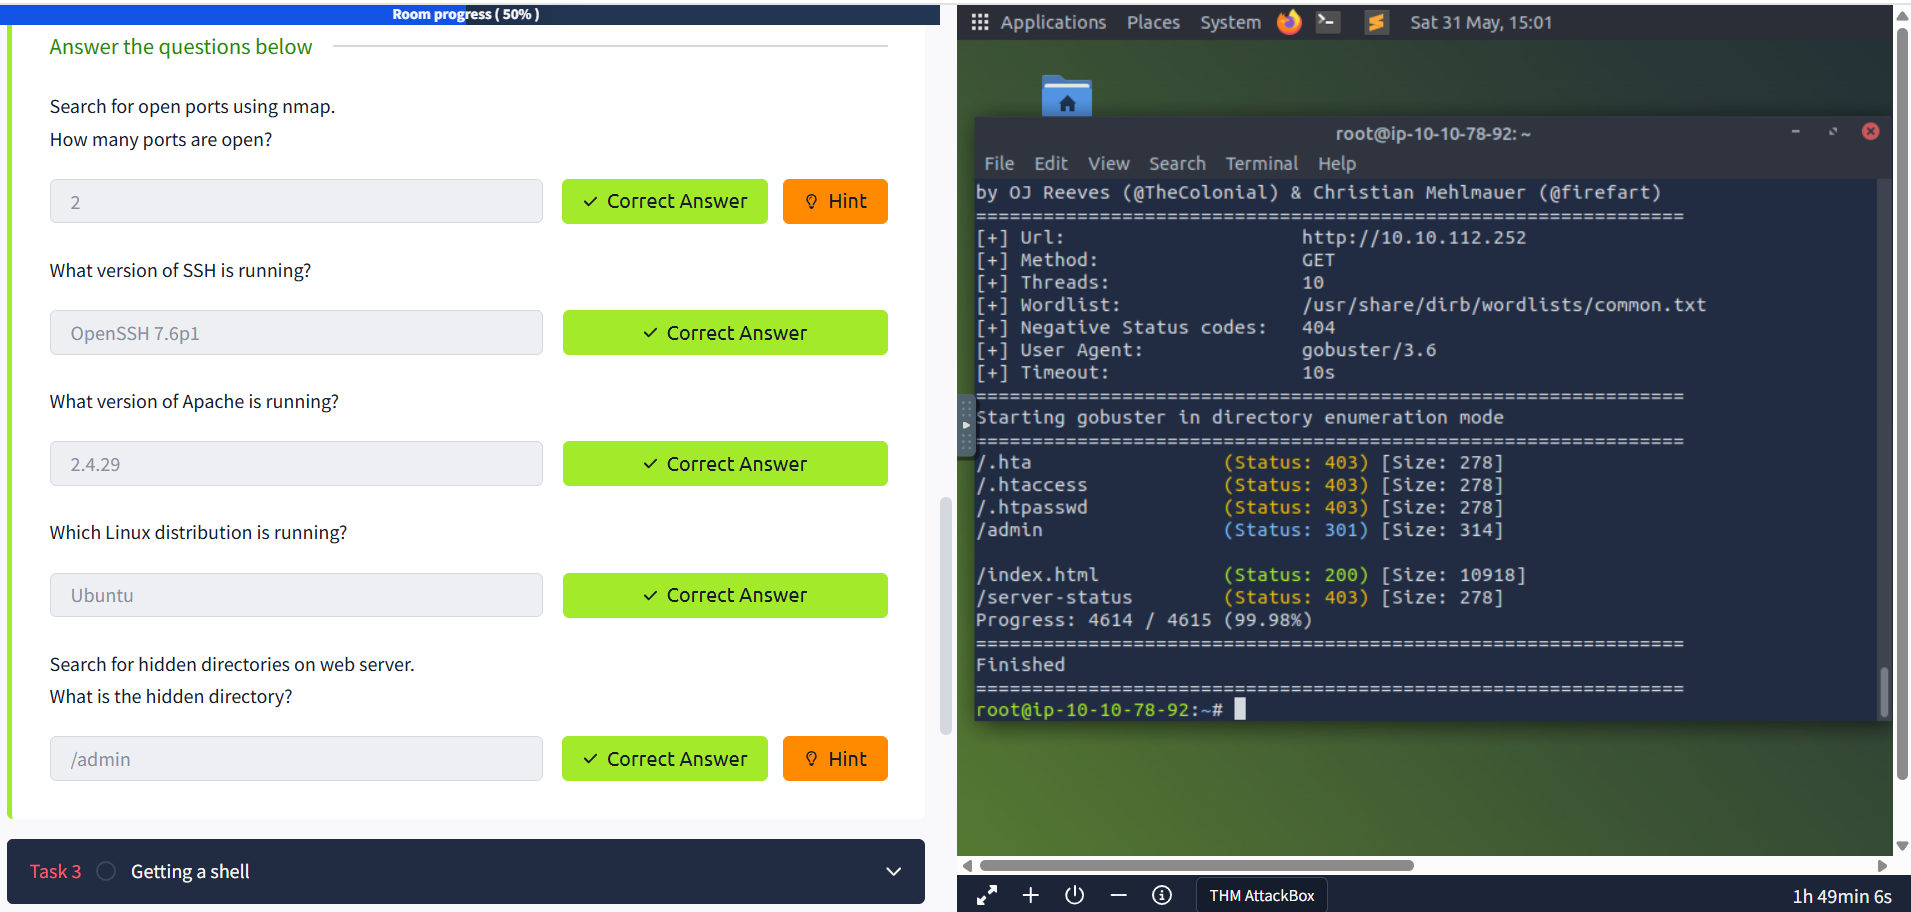 Room progress ( 50% )
Answer the questions below
Search for open ports using nmap.
How many ports are open?
2
Correct Answer
Hint
What version of SSH is running?
OpenSSH 7.6p1
Correct Answer
What version of Apache is running?
2.4.29
Correct Answer
Which Linux distribution is running?
Ubuntu
Correct Answer
Search for hidden directories on web server.
What is the hidden directory?
/admin
Correct Answer
Hint
Task 3
Getting a shell
Applications Places System Sat 31 May, 15:01
root@ip-10-10-78-92: ~
File Edit View Search Terminal Help
by OJ Reeves (@TheColonial) & Christian Mehlmauer (@firefart)
===============================================================
[+] Url: http://10.10.112.252
[+] Method: GET
[+] Threads: 10
[+] Wordlist: /usr/share/dirb/wordlists/common.txt
[+] Negative Status codes: 404
[+] User Agent: gobuster/3.6
[+] Timeout: 10s
===============================================================
Starting gobuster in directory enumeration mode
===============================================================
/.hta (Status: 403) [Size: 278]
/.htaccess (Status: 403) [Size: 278]
/.htpasswd (Status: 403) [Size: 278]
/admin (Status: 301) [Size: 314]
/index.html (Status: 200) [Size: 10918]
/server-status (Status: 403) [Size: 278]
Progress: 4614 / 4615 (99.98%)
===============================================================
Finished
===============================================================
root@ip-10-10-78-92:~#
THM AttackBox
1h 49min 6s